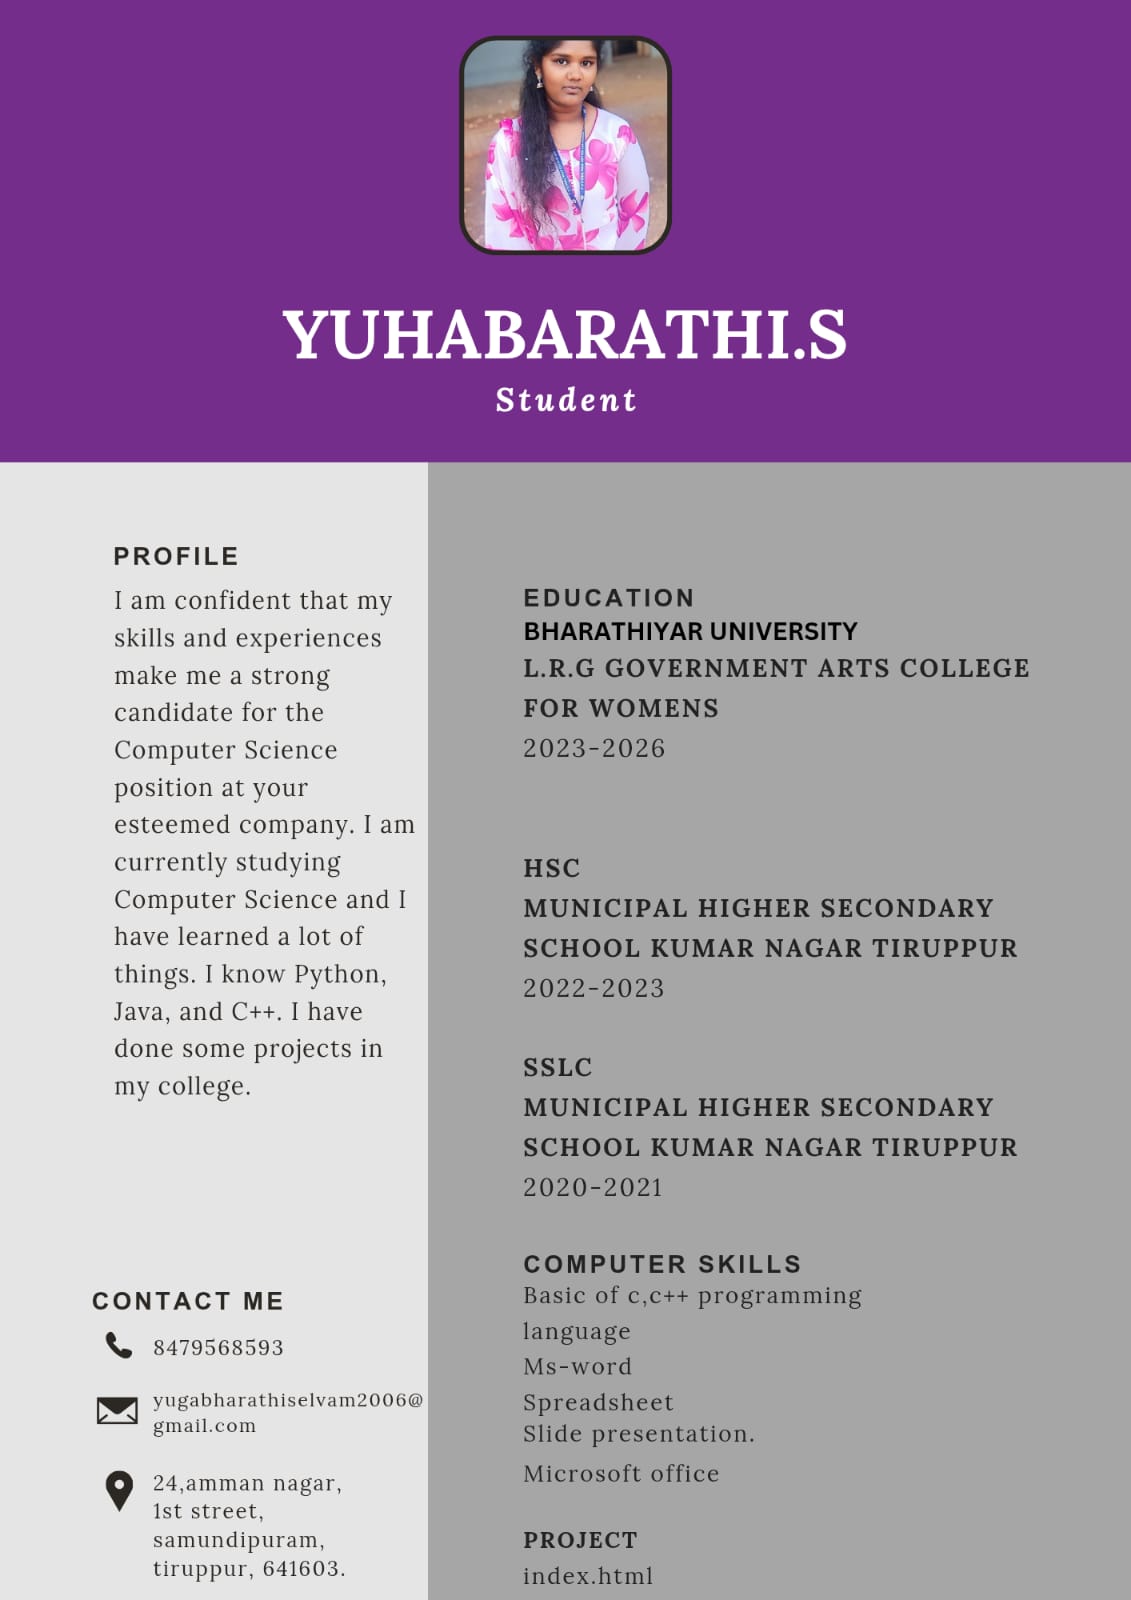 YUHABARATHI.S
Student
PROFILE
I am confident that my
skills and experiences
make me a strong
candidate for the
Computer Science
position at your
esteemed company. I am
currently studying
Computer Science and I
have learned a lot of
things. I know Python,
Java, and C++. I have
done some projects in
my college.
CONTACT ME
8479568593
yugabharathiselvam2006@
gmail.com
24,amman nagar,
1st street,
samundipuram,
tiruppur, 641603.
EDUCATION
BHARATHIYAR UNIVERSITY
L.R.G GOVERNMENT ARTS COLLEGE
FOR WOMENS
2023-2026
HSC
MUNICIPAL HIGHER SECONDARY
SCHOOL KUMAR NAGAR TIRUPPUR
2022-2023
SSLC
MUNICIPAL HIGHER SECONDARY
SCHOOL KUMAR NAGAR TIRUPPUR
2020-2021
COMPUTER SKILLS
Basic of c,c++ programming
language
Ms-word
Spreadsheet
Slide presentation.
Microsoft office
PROJECT
index.html